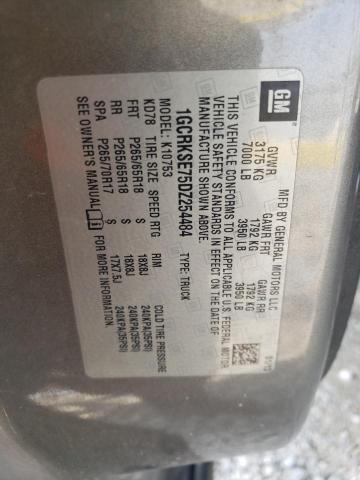 GM
MFD BY GENERAL MOTORS LLC
01/13
GVWR GAWR FRT GAWR RR
3175 KG 1792 KG 1792 KG
7000 LB 3950 LB 3950 LB
THIS VEHICLE CONFORMS TO ALL APPLICABLE U.S. FEDERAL MOTOR
VEHICLE SAFETY STANDARDS IN EFFECT ON THE DATE OF
MANUFACTURE SHOWN ABOVE.
1GCRKSE75DZ254484 TYPE: TRUCK
MODEL: K10753
KD78 TIRE SIZE SPEED RTG RIM COLD TIRE PRESSURE
FRT P265/65R18 S 18X8J 240KPA(35PSI)
RR P265/65R18 S 18X8J 240KPA(35PSI)
SPA P265/70R17 S 17X7.5J 240KPA(35PSI)
SEE OWNER'S MANUAL FOR MORE INFORMATION.